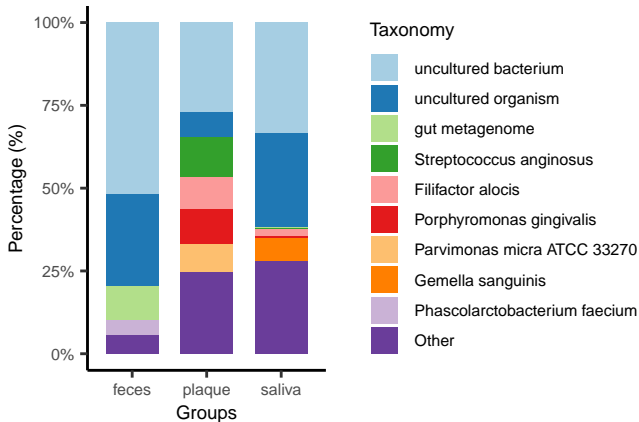 100%
75%
50%
25%
0%
Percentage (%)
feces plaque saliva
Groups
Taxonomy
uncultured bacterium
uncultured organism
gut metagenome
Streptococcus anginosus
Filifactor alocis
Porphyromonas gingivalis
Parvimonas micra ATCC 33270
Gemella sanguinis
Phascolarctobacterium faecium
Other